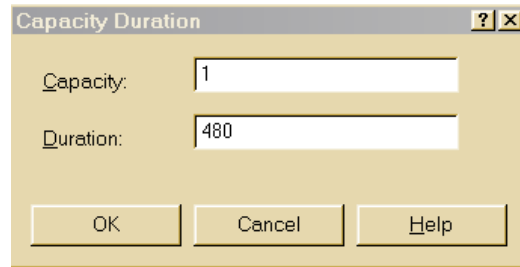 Capacity Duration ? ×
Capacity: 1
Duration: 480
OK Cancel Help